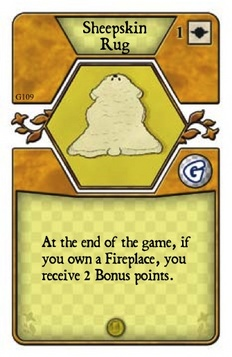 Sheepskin
Rug
1
G109
G
At the end of the game, if
you own a Fireplace, you
receive 2 Bonus points.